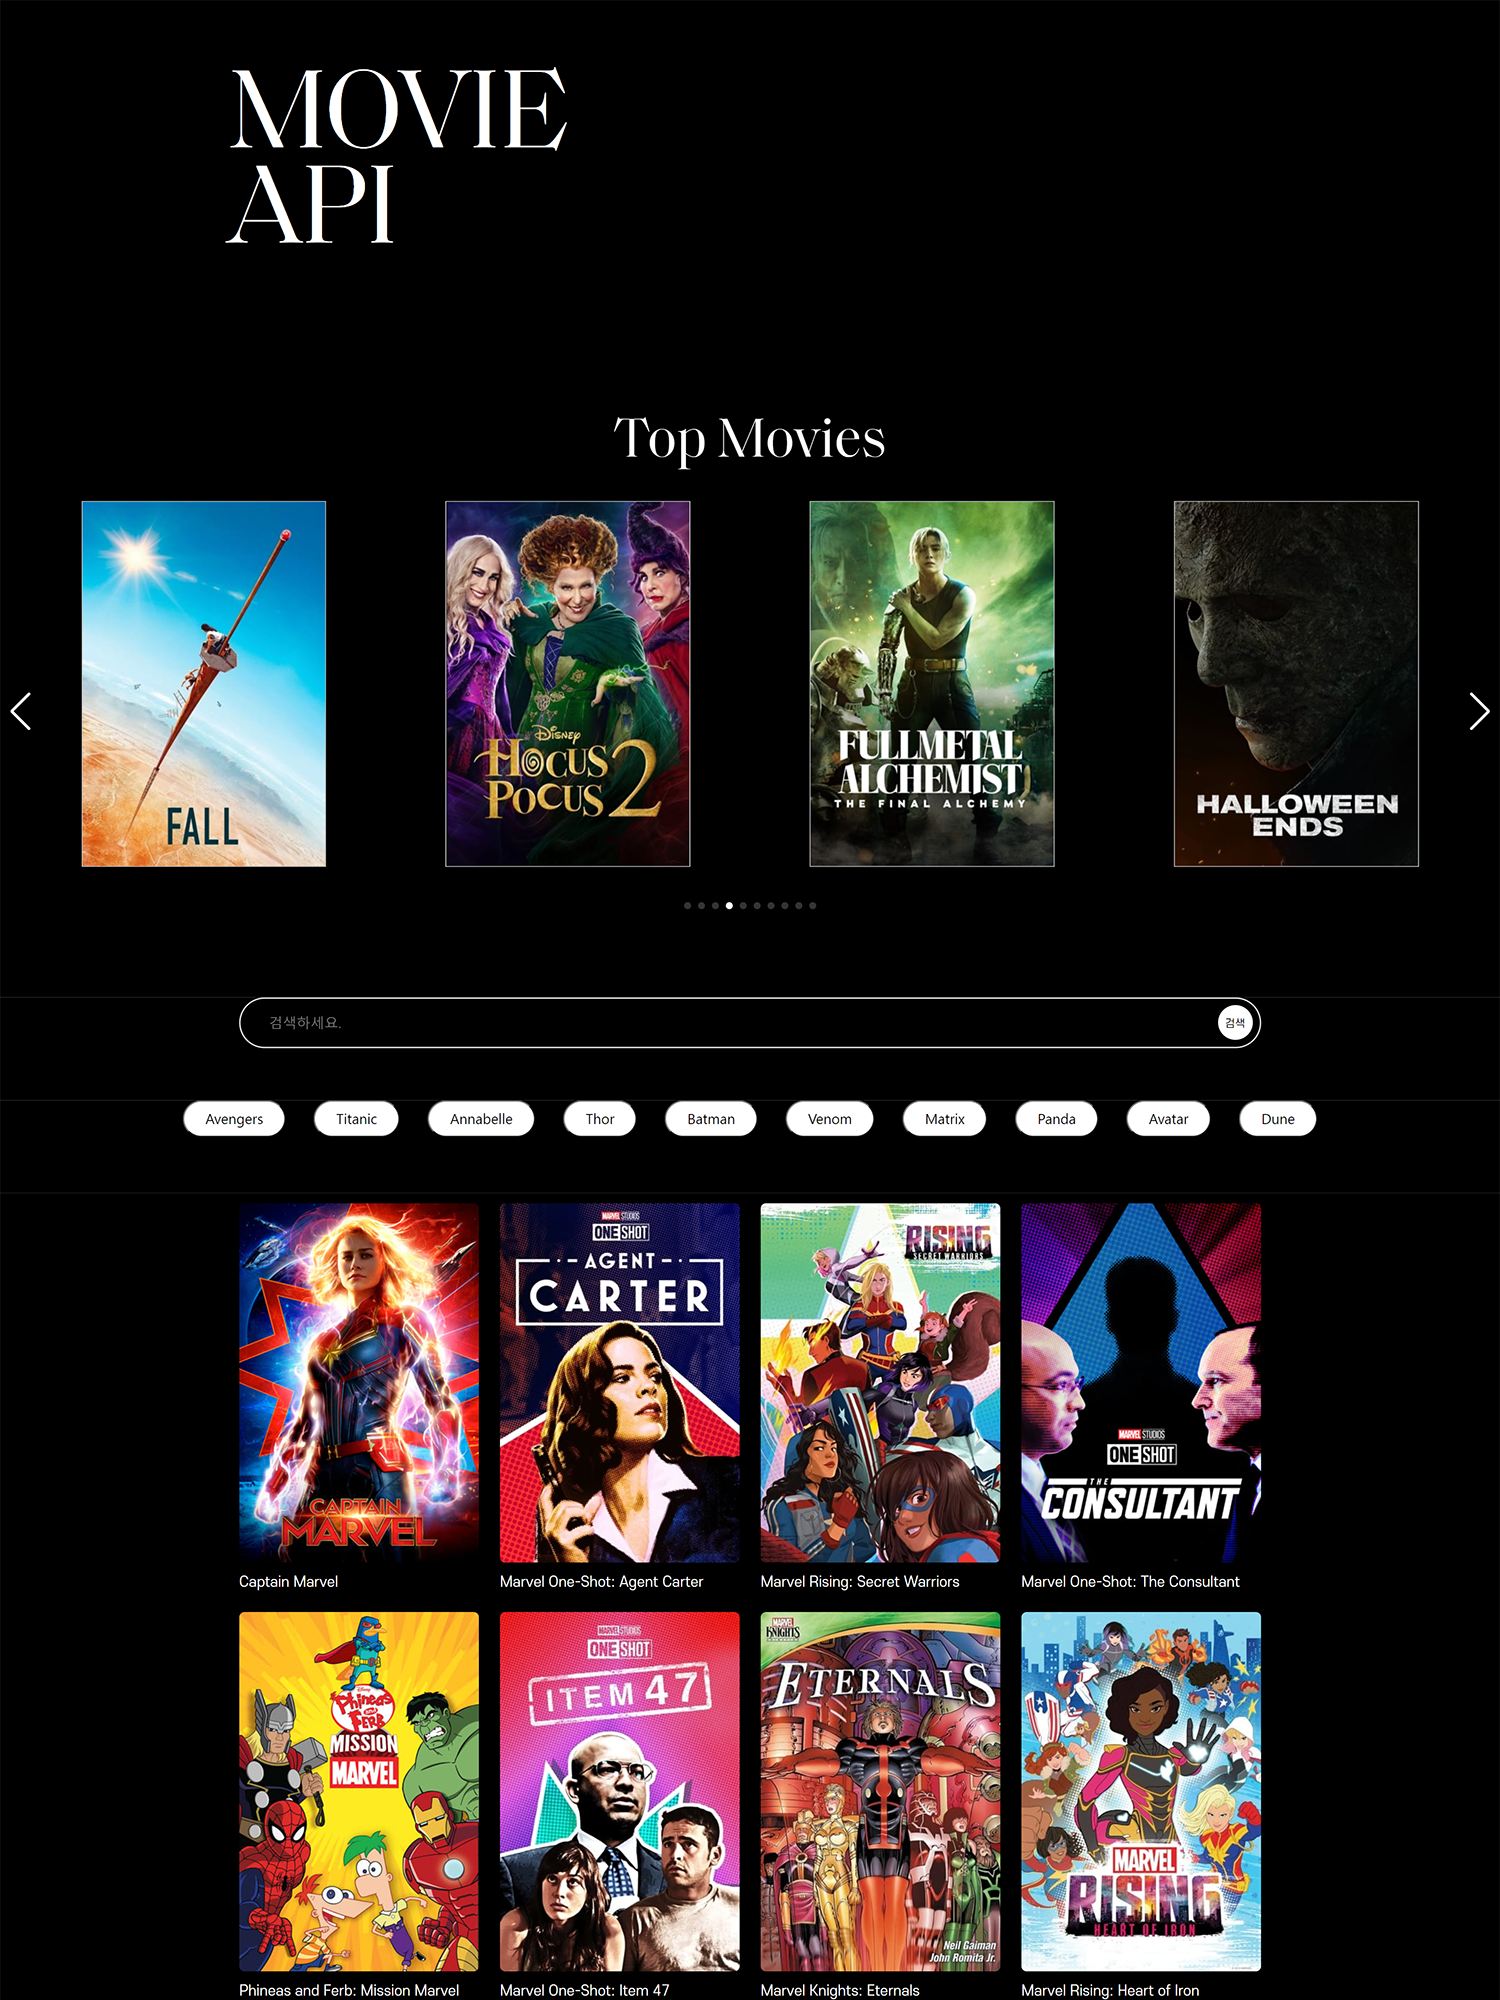 MOVIE
API
Top Movies
FALL
Disney
HOCUS
POCUS 2
FULLMETAL
ALCHEMIST
THE FINAL ALCHEMY
HALLOWEEN
ENDS
검색하세요.
검색
Avengers
Titanic
Annabelle
Thor
Batman
Venom
Matrix
Panda
Avatar
Dune
CAPTAIN
MARVEL
MARVEL STUDIOS
ONE SHOT
AGENT
CARTER
RISING
SECRET WARRIORS
MARVEL STUDIOS
ONE SHOT
THE
CONSULTANT
Captain Marvel
Marvel One-Shot: Agent Carter
Marvel Rising: Secret Warriors
Marvel One-Shot: The Consultant
Disney
Phineas
and
FERB
MISSION
MARVEL
MARVEL STUDIOS
ONE SHOT
ITEM 47
MARVEL
KNIGHTS
ETERNALS
Neil Gaiman
John Romita Jr.
MARVEL
RISING
HEART OF IRON
Phineas and Ferb: Mission Marvel
Marvel One-Shot: Item 47
Marvel Knights: Eternals
Marvel Rising: Heart of Iron